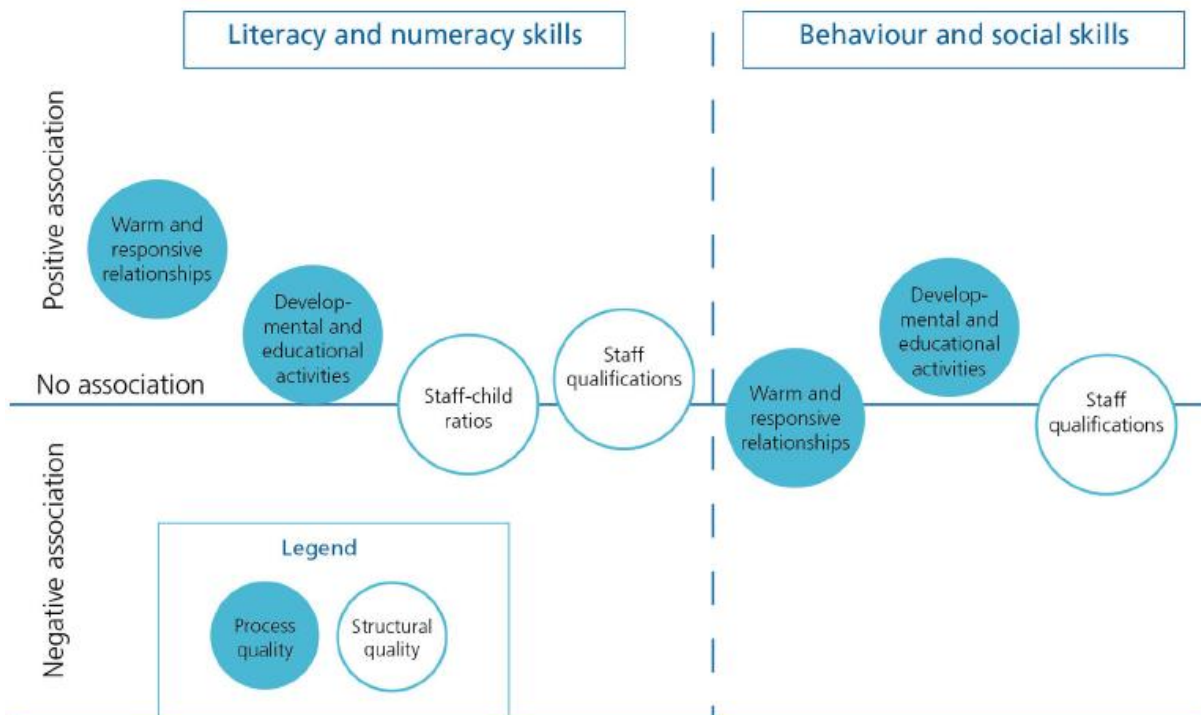 Literacy and numeracy skills
Behaviour and social skills
Positive association
Warm and
responsive
relationships
Develop-
mental and
educational
activities
Staff-child
ratios
Staff
qualifications
Warm and
responsive
relationships
Develop-
mental and
educational
activities
Staff
qualifications
No association
Negative association
Legend
Process
quality
Structural
quality